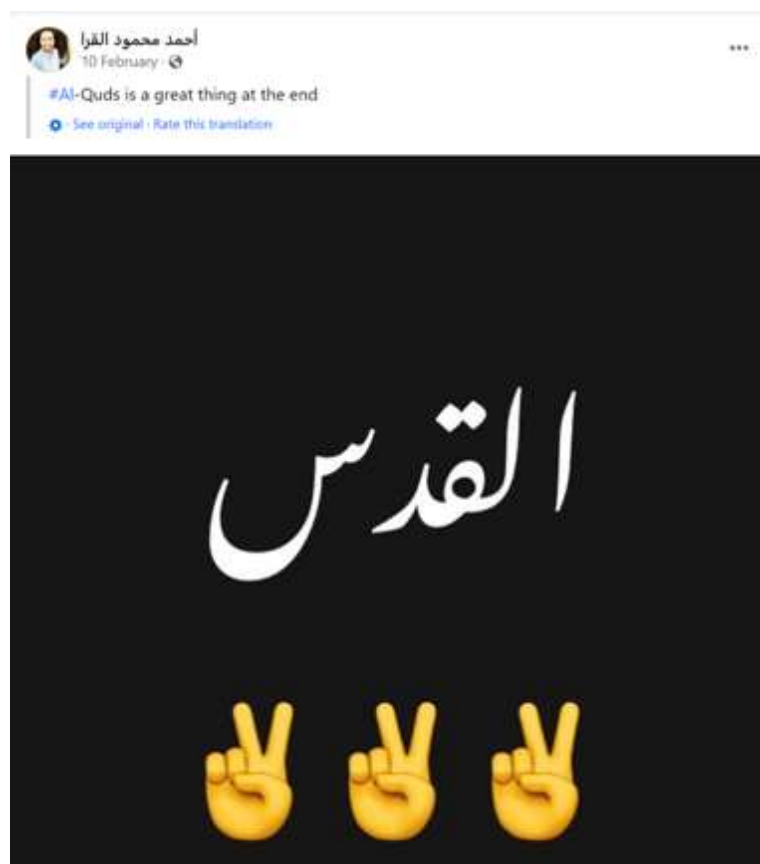 أحمد محمود القرا
10 February ·
#Al-Quds is a great thing at the end
· See original · Rate this translation
القدس